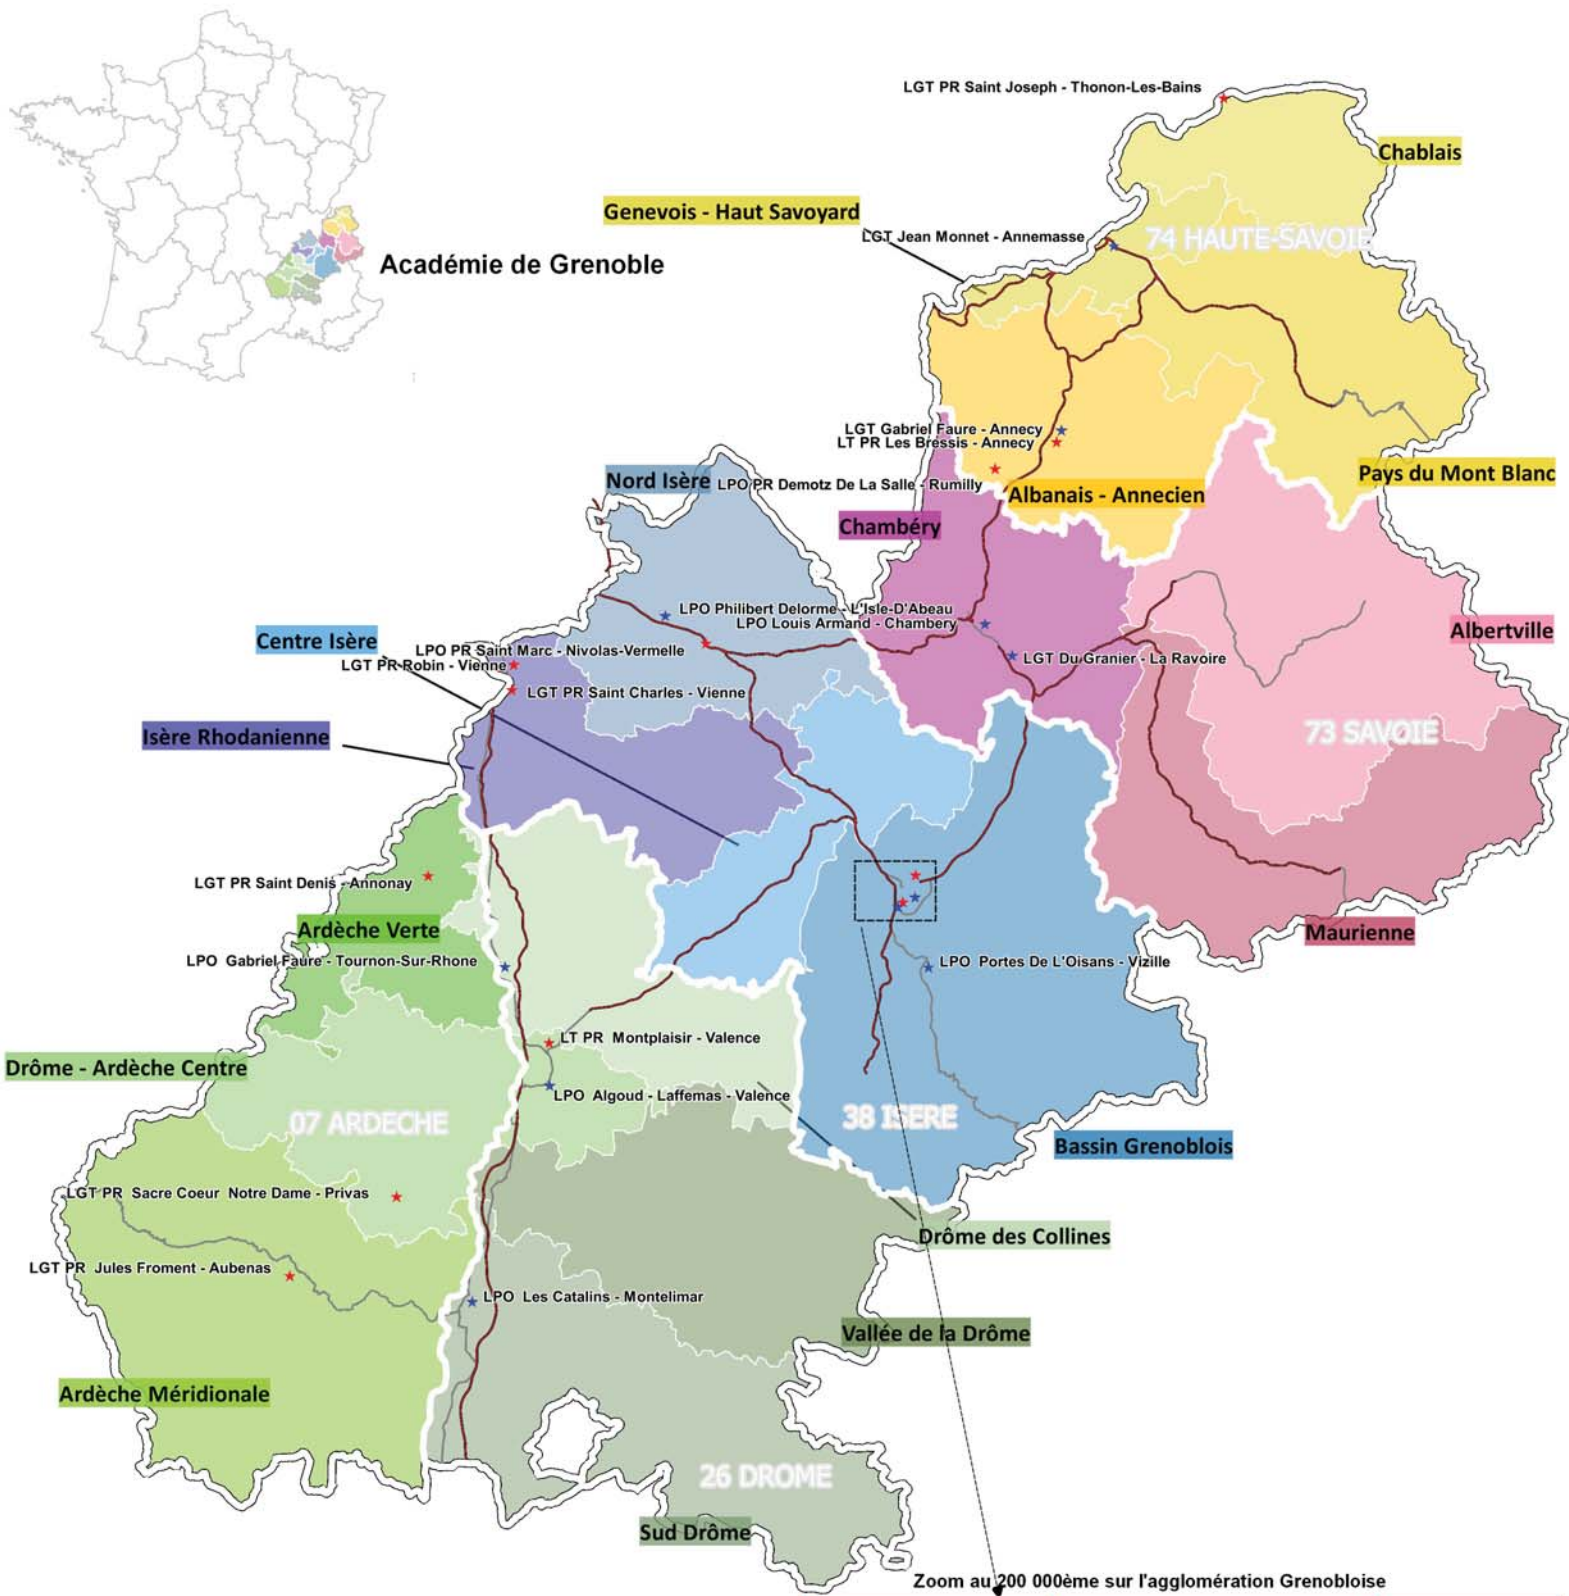 LGT PR Saint Joseph - Thonon-Les-Bains
Chablais
Genevois - Haut Savoyard
LGT Jean Monnet - Annemasse
74 HAUTE-SAVOIE
Académie de Grenoble
LGT Gabriel Faure - Annecy
LT PR Les Bressis - Annecy
Nord Isère
LPO PR Demotz De La Salle - Rumilly
Albanais - Annecien
Pays du Mont Blanc
Chambéry
LPO Philibert Delorme - L'Isle-D'Abeau
LPO Louis Armand - Chambery
Albertville
Centre Isère
LPO PR Saint Marc - Nivolas-Vermelle
LGT PR Robin - Vienne
LGT Du Granier - La Ravoire
LGT PR Saint Charles - Vienne
Isère Rhodanienne
73 SAVOIE
LGT PR Saint Denis - Annonay
Ardèche Verte
Maurienne
LPO Gabriel Faure - Tournon-Sur-Rhone
LPO Portes De L'Oisans - Vizille
LT PR Montplaisir - Valence
Drôme - Ardèche Centre
LPO Algoud - Laffemas - Valence
07 ARDECHE
38 ISERE
Bassin Grenoblois
LGT PR Sacre Coeur Notre Dame - Privas
Drôme des Collines
LGT PR Jules Froment - Aubenas
LPO Les Catalins - Montelimar
Vallée de la Drôme
Ardèche Méridionale
26 DROME
Sud Drôme
Zoom au 200 000ème sur l'agglomération Grenobloise